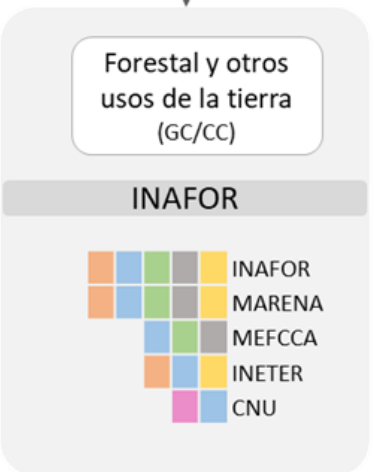 Forestal y otros
usos de la tierra
(GC/CC)
INAFOR
INAFOR
MARENA
MEFCCA
INETER
CNU